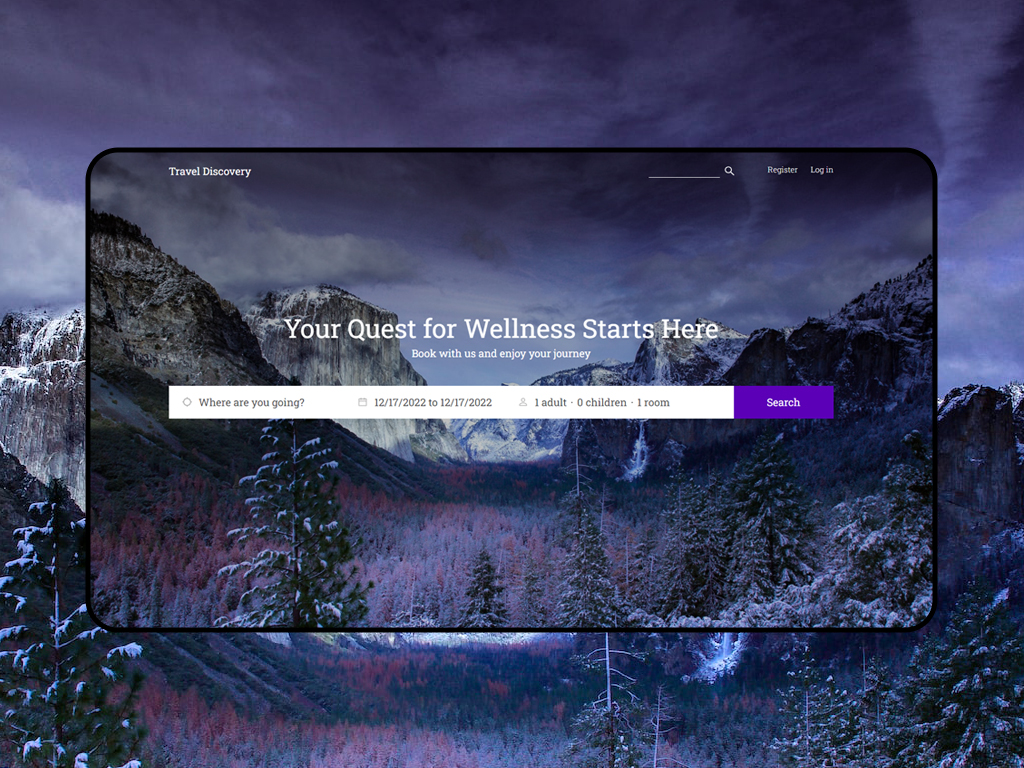 Travel Discovery
Register Log in
Your Quest for Wellness Starts Here
Book with us and enjoy your journey
Where are you going? 12/17/2022 to 12/17/2022 1 adult · 0 children · 1 room Search